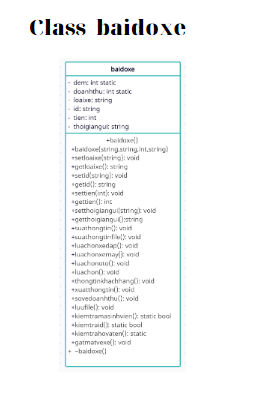 Class baidoxe
baidoxe
- dem: int static
- doanhthu: int static
- loaixe: string
- id: string
- tien: int
- thoigiangui: string
+baidoxe()
+baidoxe(string,string,int,string)
+setloaixe(string): void
+getloaixe(): string
+setid(string): void
+getid(): string
+settien(int): void
+gettien(): int
+setthoigiangui(string): void
+getthoigiangui():string
+suathongtin(): void
+suathongtinfile(): void
+luachonxedap(): void
+luachonxemay(): void
+luachonoto(): void
+luachon(): void
+thongtinkhachhang(): void
+xuatthongtin(): void
+sovedoanhthu(): void
+luufile(): void
+kiemtramasinhvien(): static bool
+kiemtraid(): static bool
+kiemtrahovaten(): static
+gatmatvexe(): void
+ ~baidoxe()